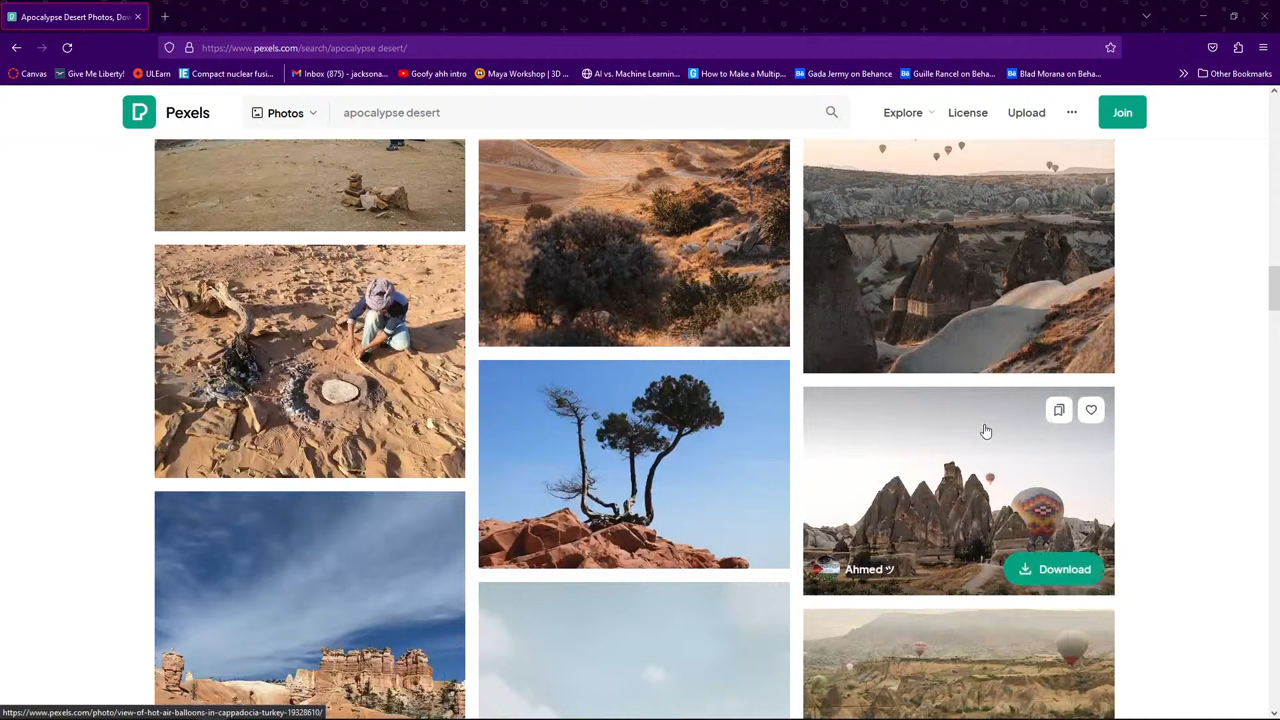 Apocalypse Desert Photos, Dow
https://www.pexels.com/search/apocalypse desert/
Canvas
Give Me Liberty!
ULEarn
Compact nuclear fusi...
Inbox (875) - jacksona...
Goofy ahh intro
Maya Workshop | 3D ...
AI vs. Machine Learnin...
How to Make a Multip...
Gada Jermy on Behance
Guille Rancel on Beha...
Blad Morana on Beha...
Other Bookmarks
Pexels
Photos
apocalypse desert
Explore
License
Upload
Join
Ahmed ツ
Download
https://www.pexels.com/photo/view-of-hot-air-balloons-in-cappadocia-turkey-19328610/